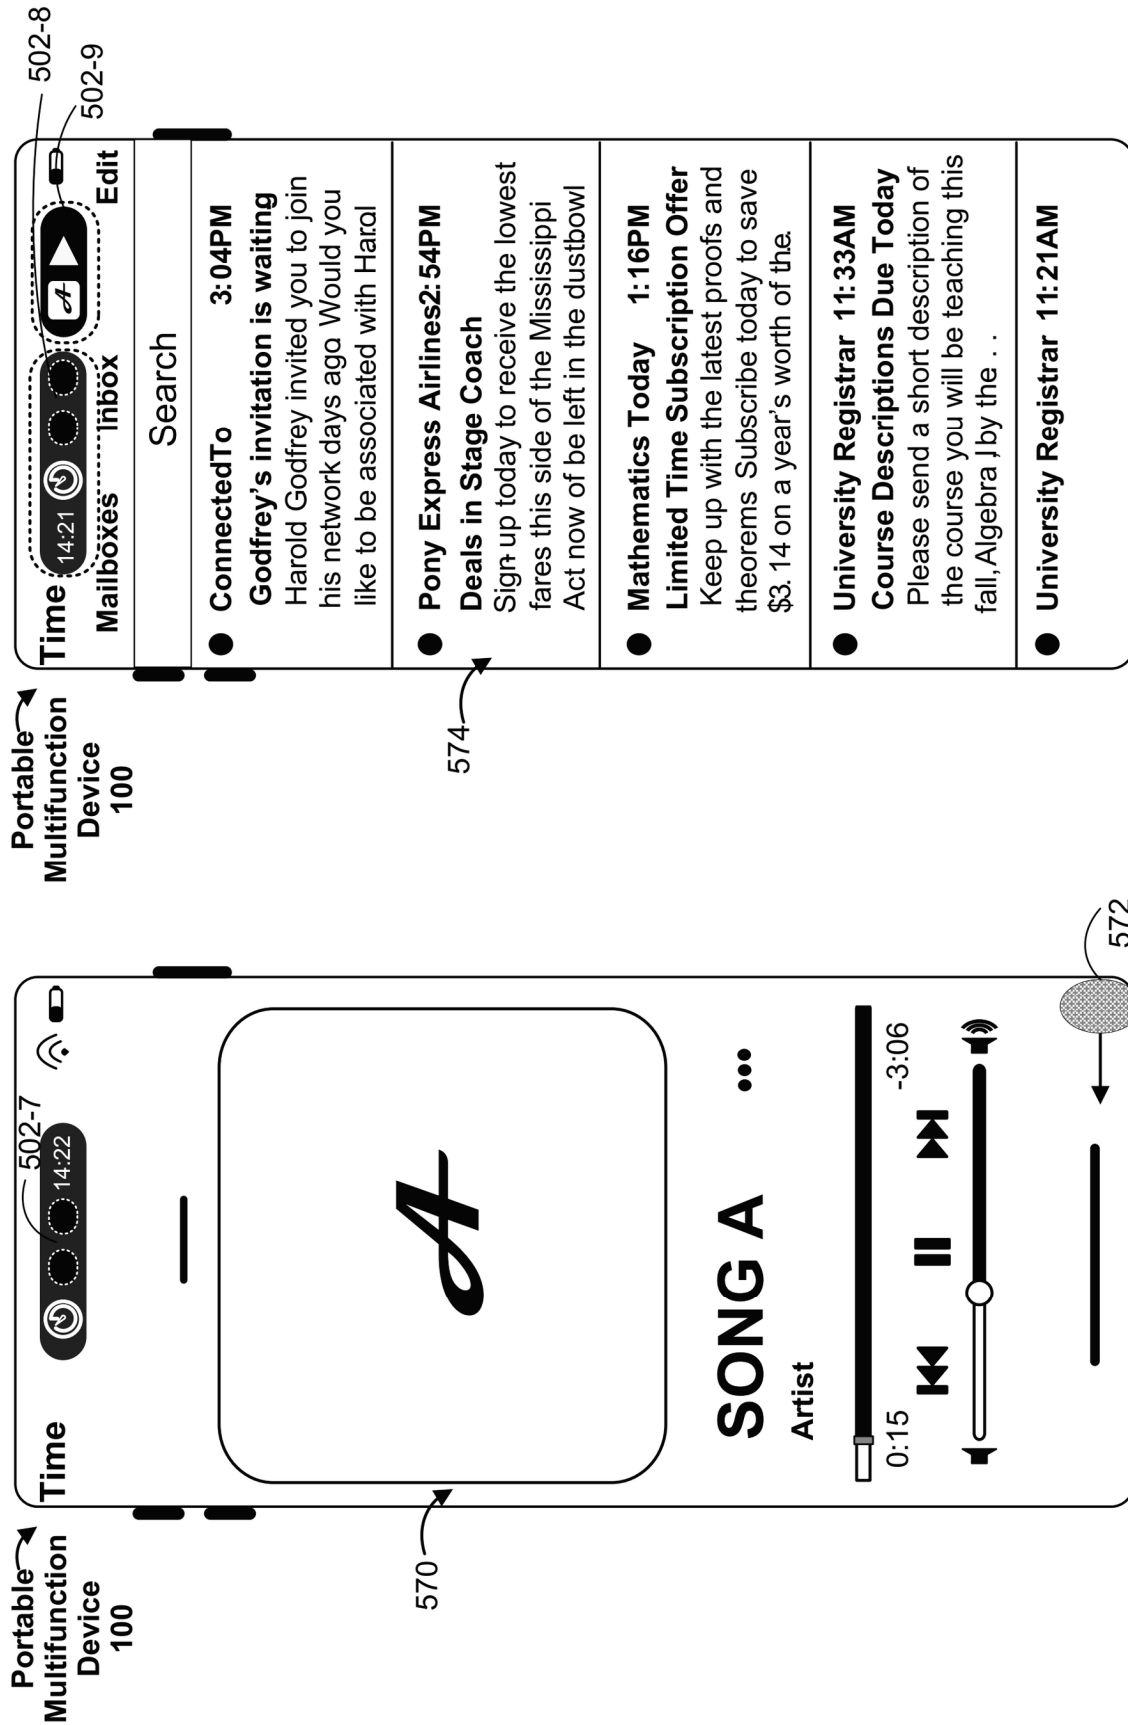 Portable
Multifunction
Device
100
502-7
Time
14:22
570
A
SONG A
Artist
0:15
-3:06
572
Portable
Multifunction
Device
100
502-8
502-9
Time
14:21
A
Mailboxes
Inbox
Edit
Search
574
ConnectedTo 3:04PM
Godfrey's invitation is waiting
Harold Godfrey invited you to join
his network days ago Would you
like to be associated with Harol
Pony Express Airlines2:54PM
Deals in Stage Coach
Sign up today to receive the lowest
fares this side of the Mississippi
Act now of be left in the dustbowl
Mathematics Today 1:16PM
Limited Time Subscription Offer
Keep up with the latest proofs and
theorems Subscribe today to save
$3.14 on a year's worth of the.
University Registrar 11:33AM
Course Descriptions Due Today
Please send a short description of
the course you will be teaching this
fall, Algebra , by the . . .
University Registrar 11:21AM